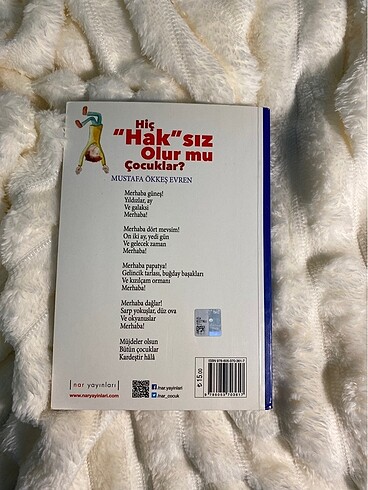 Hiç
"Hak"sız
Olur mu
Çocuklar?
MUSTAFA ÖKKEŞ EVREN
Merhaba güneş!
Yıldızlar, ay
Ve galaksi
Merhaba!
Merhaba dört mevsim!
On iki ay, yedi gün
Ve gelecek zaman
Merhaba!
Merhaba papatya!
Gelincik tarlası, buğday başakları
Ve kızılçam ormanı
Merhaba!
Merhaba dağlar!
Sarp yokuşlar, düz ova
Ve okyanuslar
Merhaba!
Müjdeler olsun
Bütün çocuklar
Kardeştir hâlâ
nar yayınları
www.naryayinlari.com
nar yayinlari
nar_cocuk
₺15.00